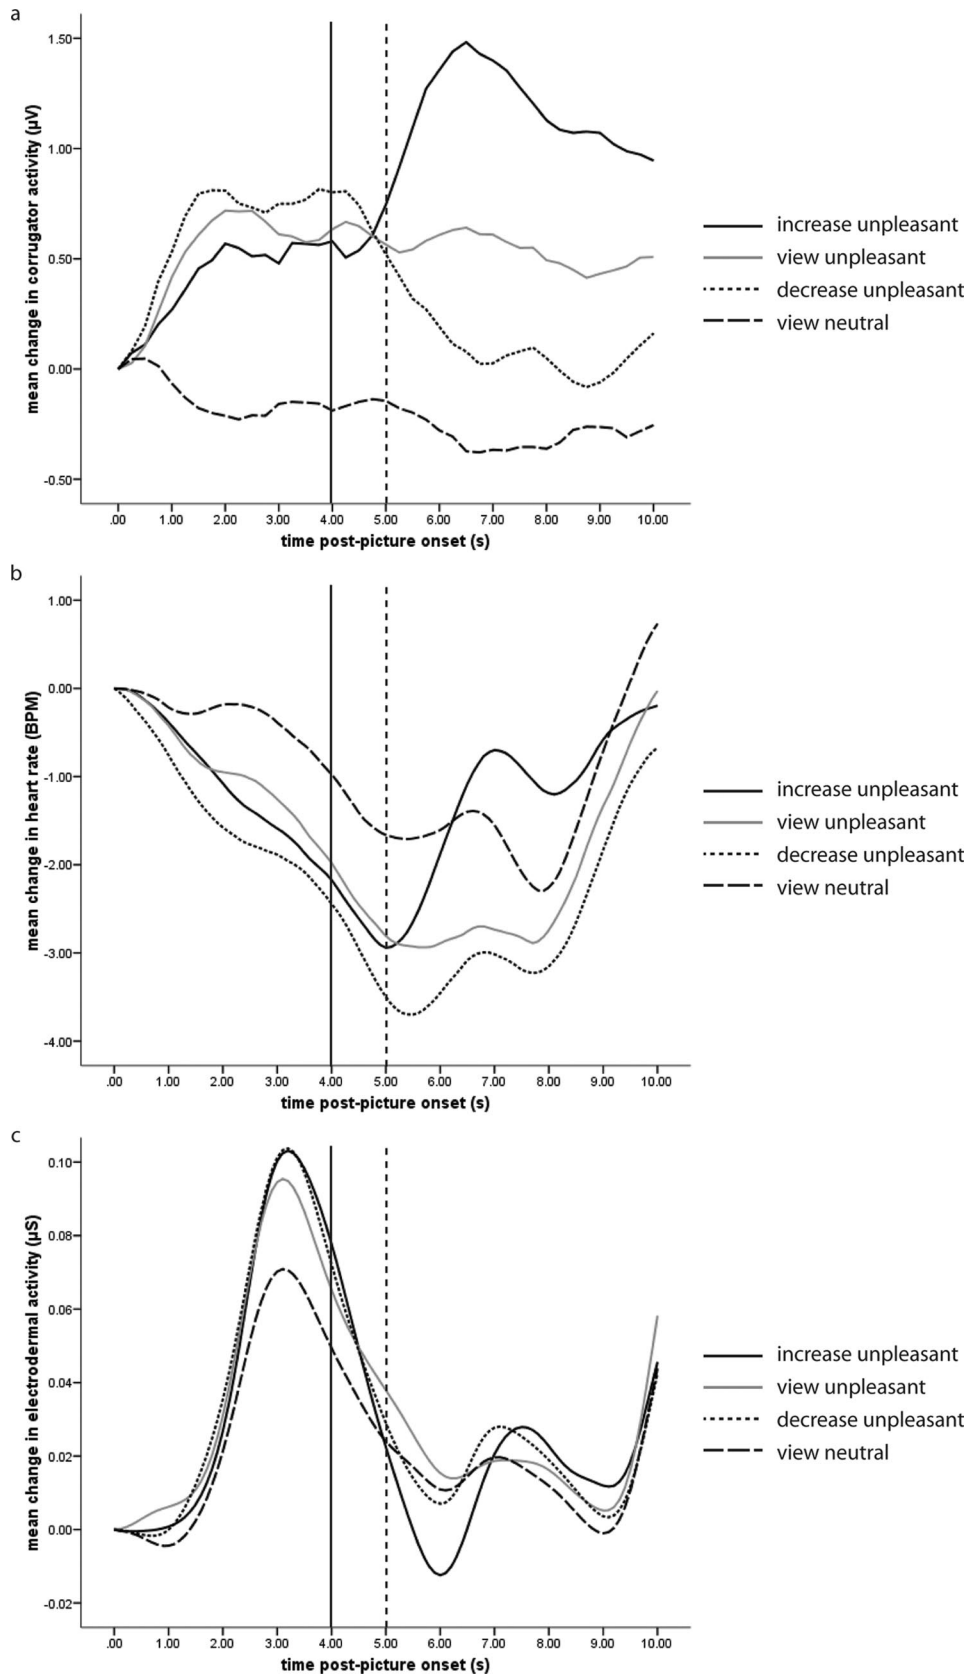 a
1.50
1.00
0.50
0.00
-0.50
mean change in corrugator activity (µV)
.00 1.00 2.00 3.00 4.00 5.00 6.00 7.00 8.00 9.00 10.00
time post-picture onset (s)
increase unpleasant
view unpleasant
decrease unpleasant
view neutral
b
1.00
0.00
-1.00
-2.00
-3.00
-4.00
mean change in heart rate (BPM)
.00 1.00 2.00 3.00 4.00 5.00 6.00 7.00 8.00 9.00 10.00
time post-picture onset (s)
increase unpleasant
view unpleasant
decrease unpleasant
view neutral
c
0.10
0.08
0.06
0.04
0.02
0.00
-0.02
mean change in electrodermal activity (µS)
.00 1.00 2.00 3.00 4.00 5.00 6.00 7.00 8.00 9.00 10.00
time post-picture onset (s)
increase unpleasant
view unpleasant
decrease unpleasant
view neutral